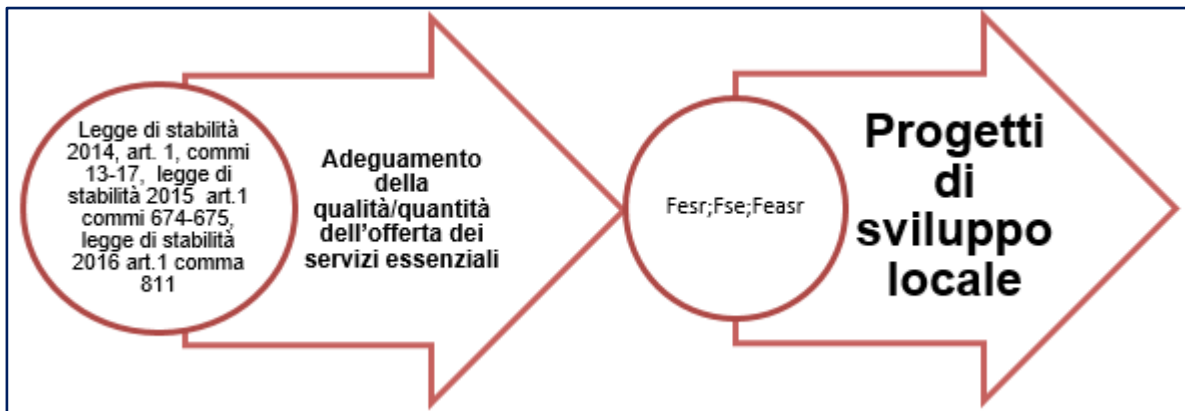 Legge di stabilità
2014, art. 1, commi
13-17, legge di
stabilità 2015 art.1
commi 674-675,
legge di stabilità
2016 art.1 comma
811
Adeguamento
della
qualità/quantità
dell'offerta dei
servizi essenziali
Fesr;Fse;Feasr
Progetti
di
sviluppo
locale